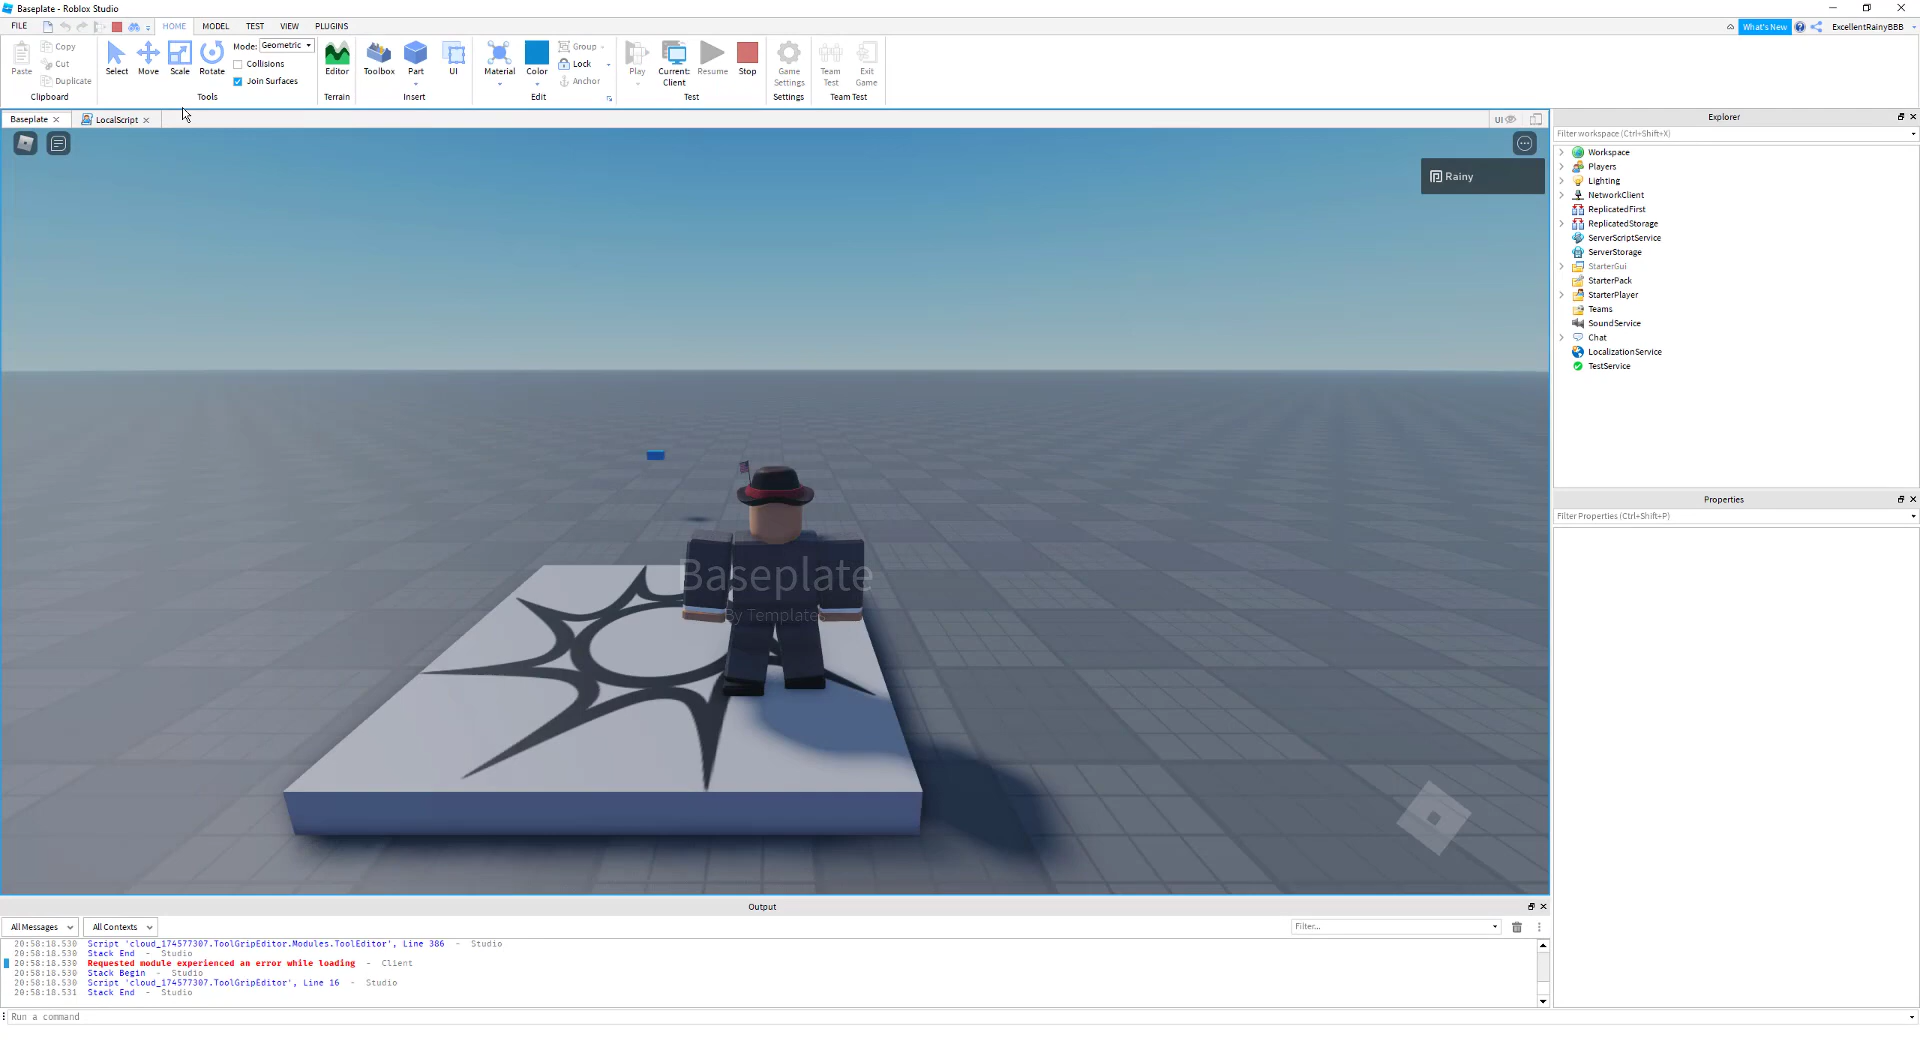 Baseplate - Roblox Studio
FILE HOME MODEL TEST VIEW PLUGINS What's New ExcellentRainyBBB
Paste Copy Cut Duplicate Clipboard
Select Move Scale Rotate Mode: Geometric Collisions Join Surfaces Tools
Editor Terrain
Toolbox Part UI Insert
Material Color Group Lock Anchor Edit
Play Current: Client Resume Stop Test
Game Settings Settings
Team Test Exit Game Team Test
Baseplate LocalScript UI
Rainy
Baseplate
By Templates
Explorer
Filter workspace (Ctrl+Shift+X)
Workspace
Players
Lighting
NetworkClient
ReplicatedFirst
ReplicatedStorage
ServerScriptService
ServerStorage
StarterGui
StarterPack
StarterPlayer
Teams
SoundService
Chat
LocalizationService
TestService
Properties
Filter Properties (Ctrl+Shift+P)
Output
All Messages All Contexts Filter...
20:58:18.530 Script 'cloud_174577307.ToolGripEditor.Modules.ToolEditor', Line 386 - Studio
20:58:18.530 Stack End - Studio
20:58:18.530 Requested module experienced an error while loading - Client
20:58:18.530 Stack Begin - Studio
20:58:18.530 Script 'cloud_174577307.ToolGripEditor', Line 16 - Studio
20:58:18.531 Stack End - Studio
Run a command